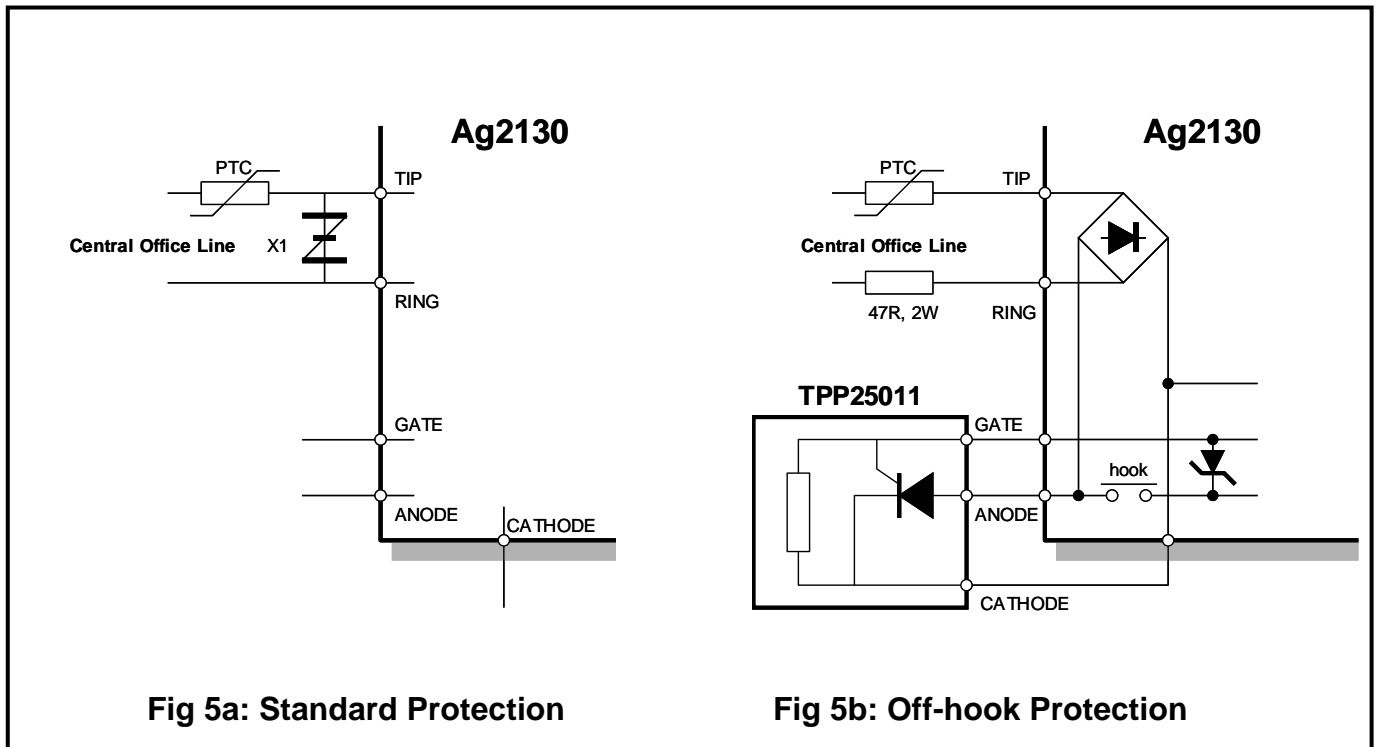 Ag2130
PTC
TIP
Central Office Line
X1
RING
GATE
ANODE
CATHODE
Fig 5a: Standard Protection
Ag2130
PTC
TIP
Central Office Line
47R, 2W
RING
TPP25011
GATE
hook
ANODE
CATHODE
Fig 5b: Off-hook Protection